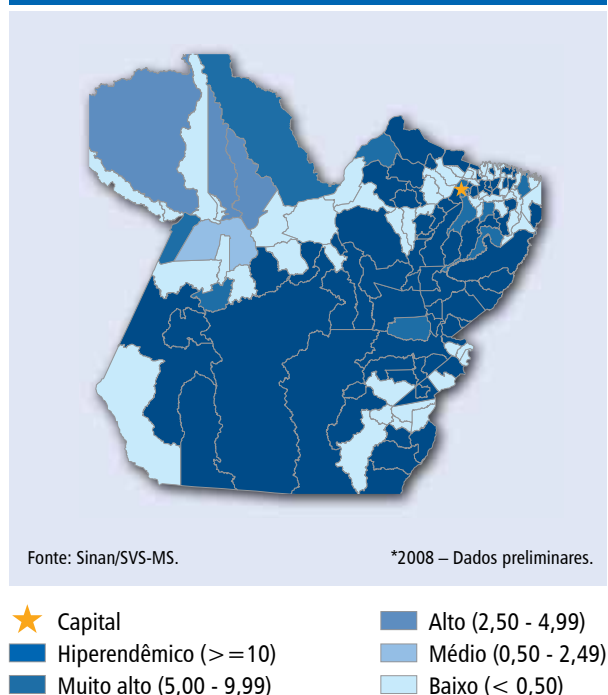 Fonte: Sinan/SVS-MS.
*2008 – Dados preliminares.
Capital
Hiperendêmico (>=10)
Muito alto (5,00 - 9,99)
Alto (2,50 - 4,99)
Médio (0,50 - 2,49)
Baixo (< 0,50)